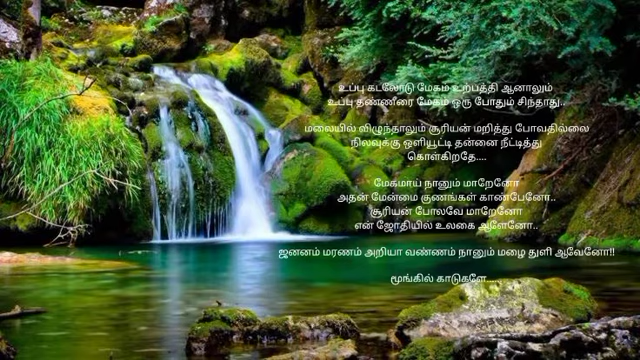 உப்பு கடலோடு மேகம் உற்பத்தி ஆனாலும்
உப்பு தண்ணீரை மேகம் ஒரு போதும் சிந்தாது..
மலையில் விழுந்தாலும் சூரியன் மறித்து போவதில்லை
நிலவுக்கு ஒளியூட்டி தன்னை நீட்டித்து
கொள்கிறதே....
மேகமாய் நானும் மாறேனோ
அதன் மேன்மை குணங்கள் காண்பேனோ..
சூரியன் போலவே மாறேனோ
என் ஜோதியில் உலகை ஆளேனோ..
ஜனனம் மரணம் அறியா வண்ணம் நானும் மழை துளி ஆவேனோ!!
மூங்கில் காடுகளே.....